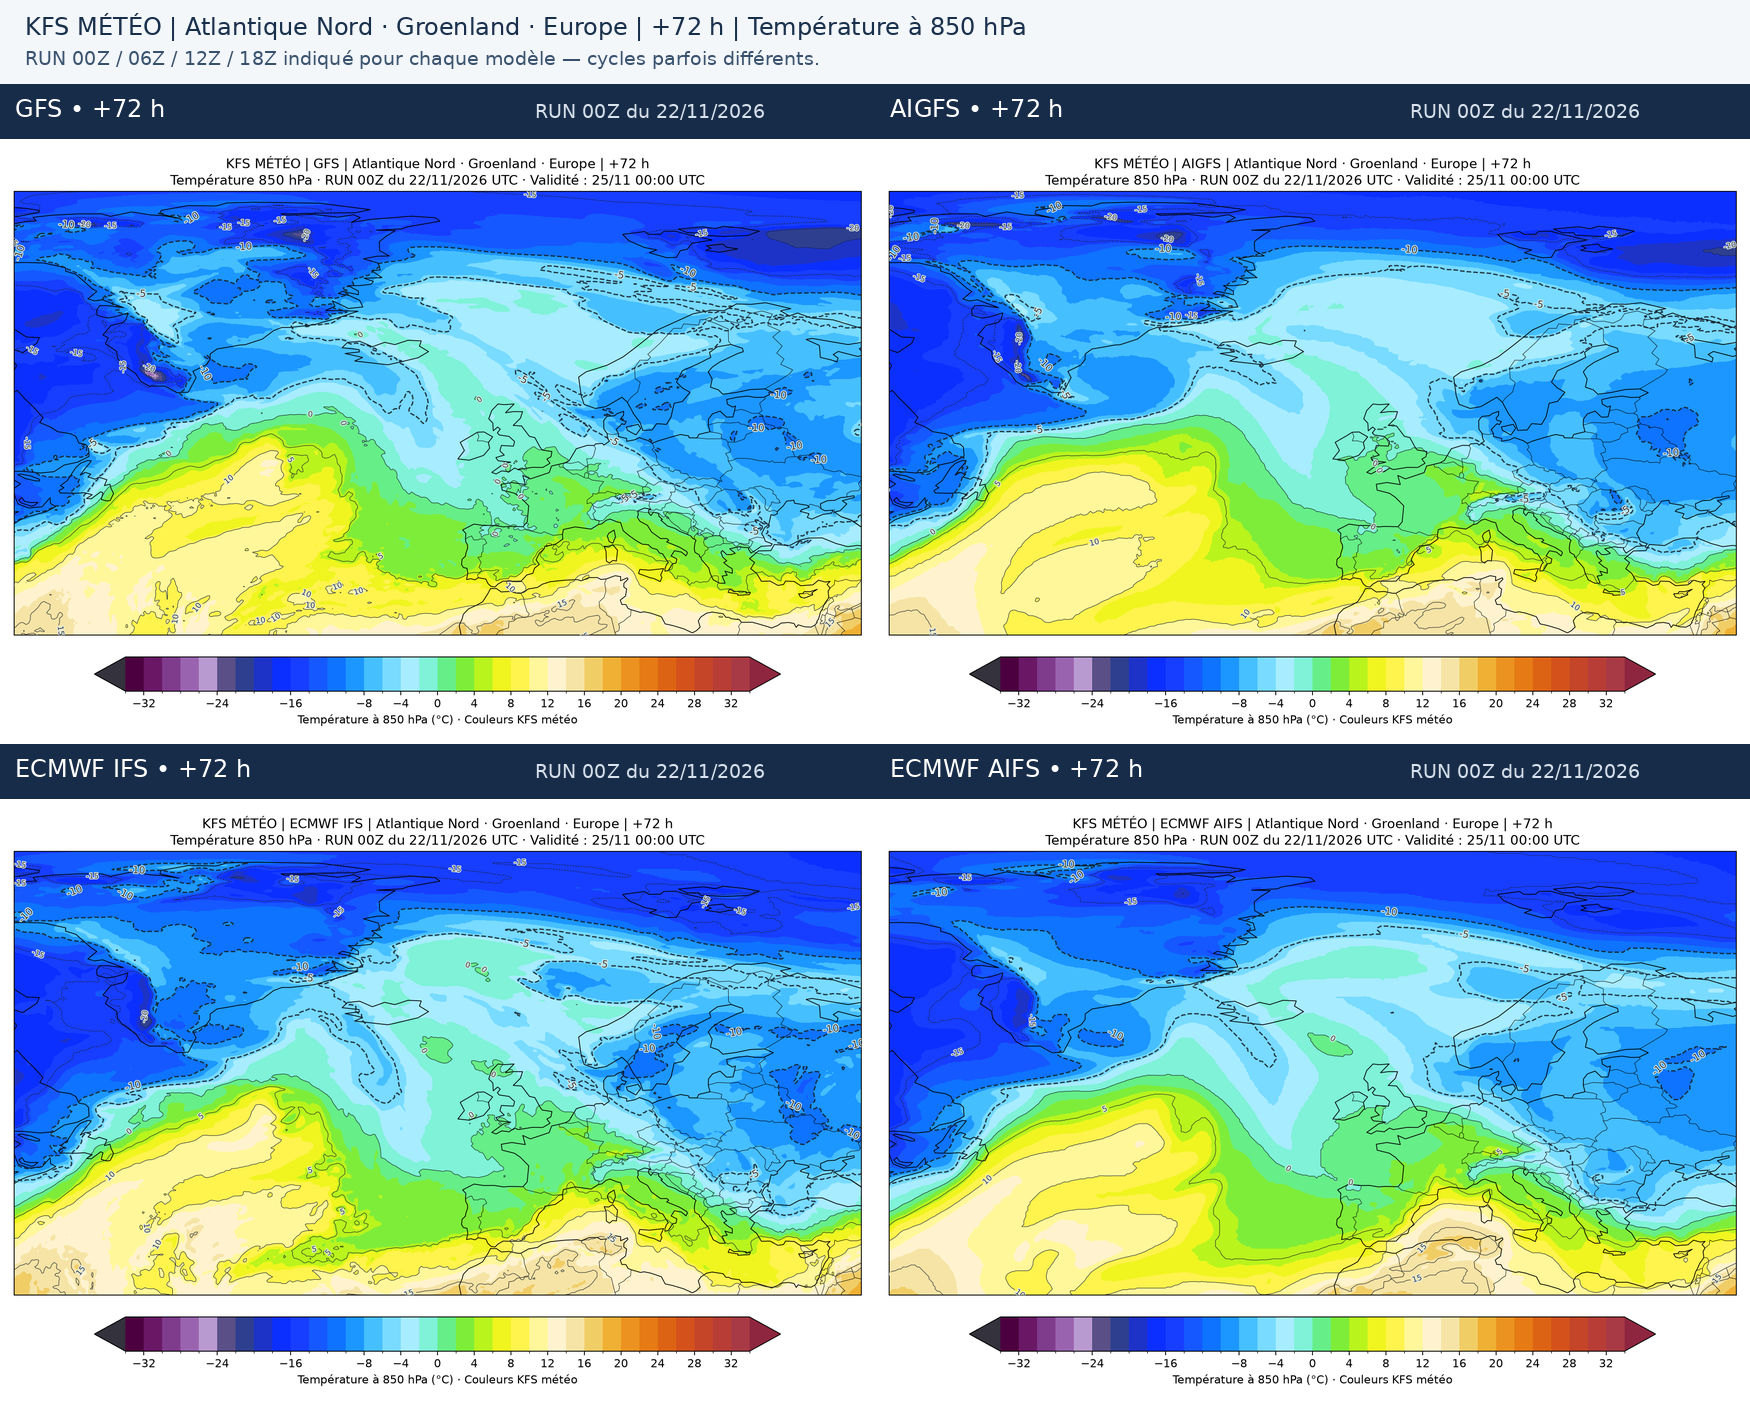 KFS MÉTÉO | Atlantique Nord · Groenland · Europe | +72 h | Température à 850 hPa
RUN 00Z / 06Z / 12Z / 18Z indiqué pour chaque modèle — cycles parfois différents.
GFS • +72 h
RUN 00Z du 22/11/2026
KFS MÉTÉO | GFS | Atlantique Nord · Groenland · Europe | +72 h
Température 850 hPa · RUN 00Z du 22/11/2026 UTC · Validité : 25/11 00:00 UTC
−32 −24 −16 −8 −4 0 4 8 12 16 20 24 28 32
Température à 850 hPa (°C) · Couleurs KFS météo
AIGFS • +72 h
RUN 00Z du 22/11/2026
KFS MÉTÉO | AIGFS | Atlantique Nord · Groenland · Europe | +72 h
Température 850 hPa · RUN 00Z du 22/11/2026 UTC · Validité : 25/11 00:00 UTC
−32 −24 −16 −8 −4 0 4 8 12 16 20 24 28 32
Température à 850 hPa (°C) · Couleurs KFS météo
ECMWF IFS • +72 h
RUN 00Z du 22/11/2026
KFS MÉTÉO | ECMWF IFS | Atlantique Nord · Groenland · Europe | +72 h
Température 850 hPa · RUN 00Z du 22/11/2026 UTC · Validité : 25/11 00:00 UTC
−32 −24 −16 −8 −4 0 4 8 12 16 20 24 28 32
Température à 850 hPa (°C) · Couleurs KFS météo
ECMWF AIFS • +72 h
RUN 00Z du 22/11/2026
KFS MÉTÉO | ECMWF AIFS | Atlantique Nord · Groenland · Europe | +72 h
Température 850 hPa · RUN 00Z du 22/11/2026 UTC · Validité : 25/11 00:00 UTC
−32 −24 −16 −8 −4 0 4 8 12 16 20 24 28 32
Température à 850 hPa (°C) · Couleurs KFS météo